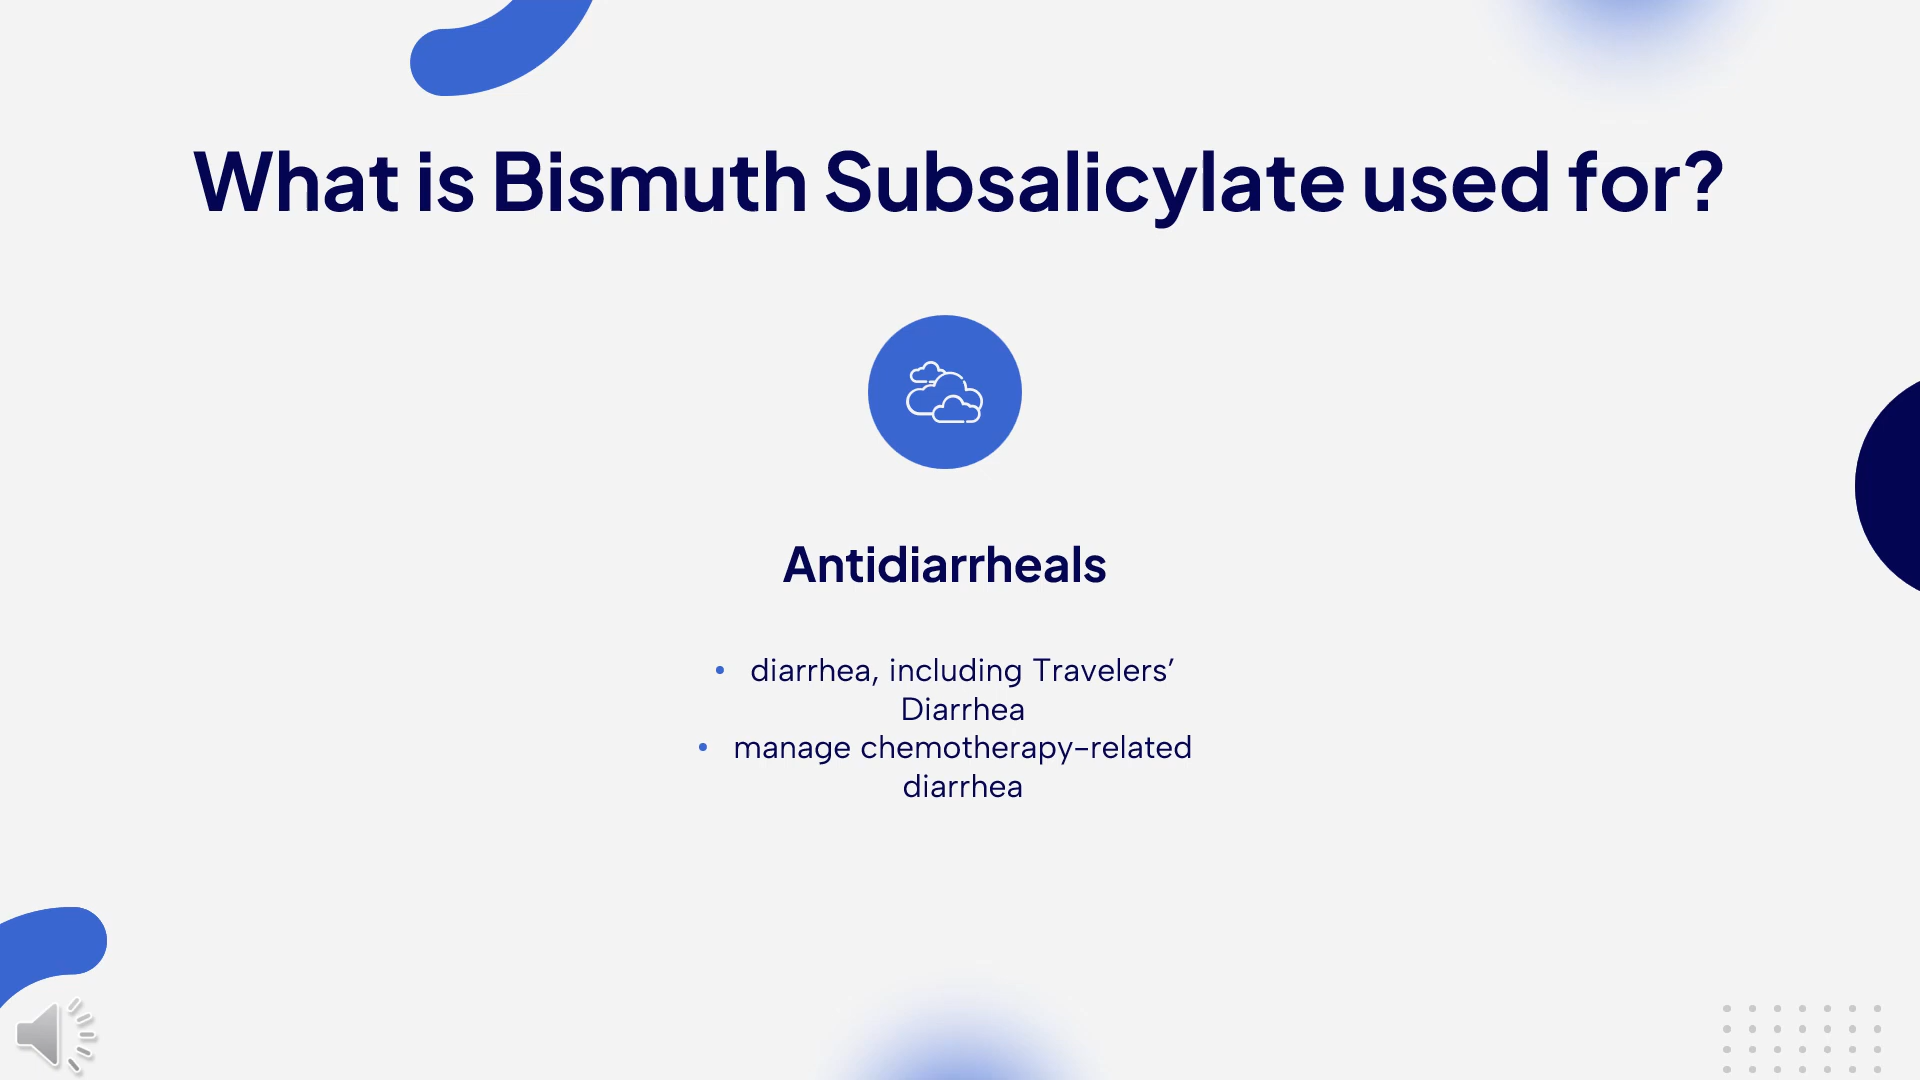 What is Bismuth Subsalicylate used for?
Antidiarrheals
• diarrhea, including Travelers’
Diarrhea
• manage chemotherapy-related
diarrhea